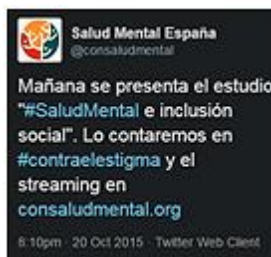 Salud Mental España
@consaludmental
Mañana se presenta el estudio
"#SaludMental e inclusión
social". Lo contaremos en
#contraelestigma y el
streaming en
consaludmental.org
6:10pm · 20 Oct 2015 · Twitter Web Client